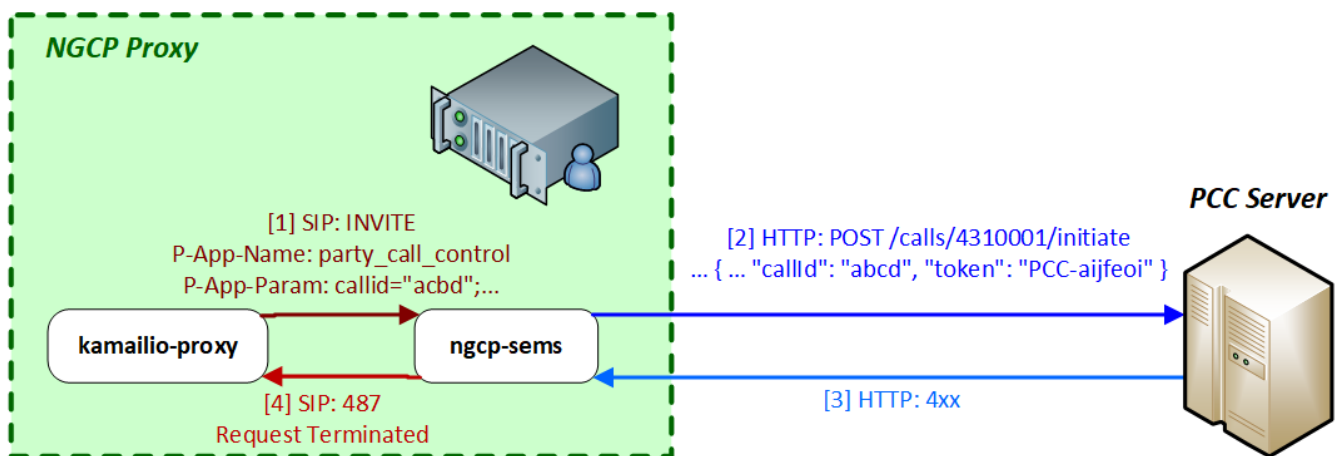 NGCP Proxy
[1] SIP: INVITE
P-App-Name: party_call_control
P-App-Param: callid="acbd";...
kamailio-proxy
ngcp-sems
[4] SIP: 487
Request Terminated
PCC Server
[2] HTTP: POST /calls/4310001/initiate
... { ... "callId": "abcd", "token": "PCC-aijfeoi" }
[3] HTTP: 4xx